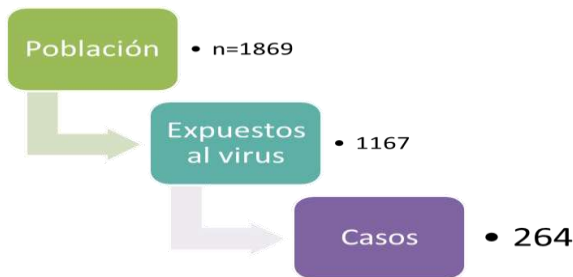 Población
• n=1869
Expuestos
al virus
• 1167
Casos
• 264